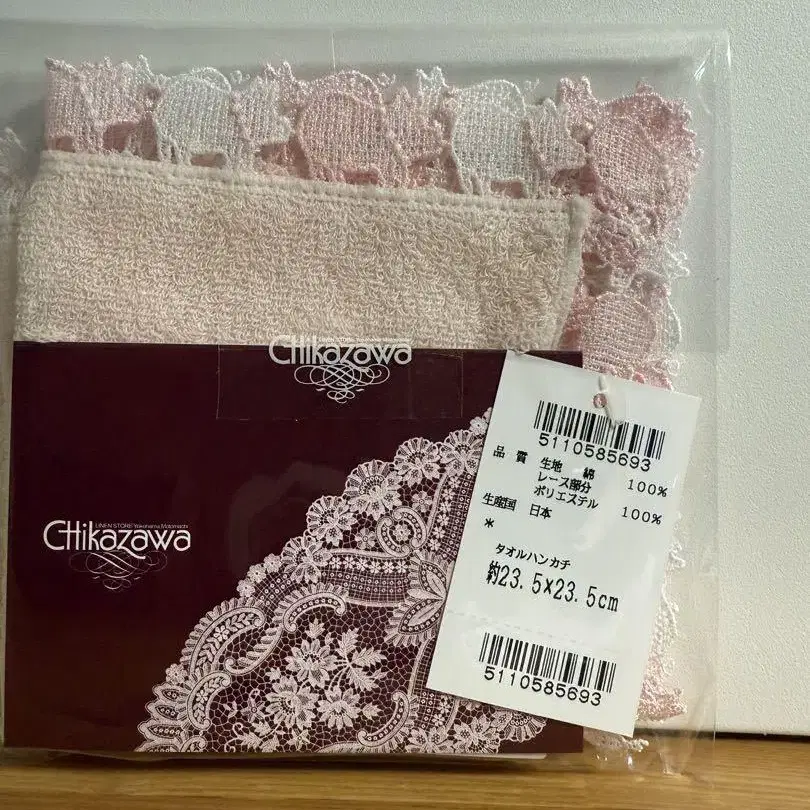 LINEN STORE
Chikazawa
LINEN STORE Yokohama Motomachi
Chikazawa
5110585693
品質 生地 綿 100%
レース部分
ポリエステル 100%
生産国 日本
*
タオルハンカチ
約23.5×23.5cm
5110585693